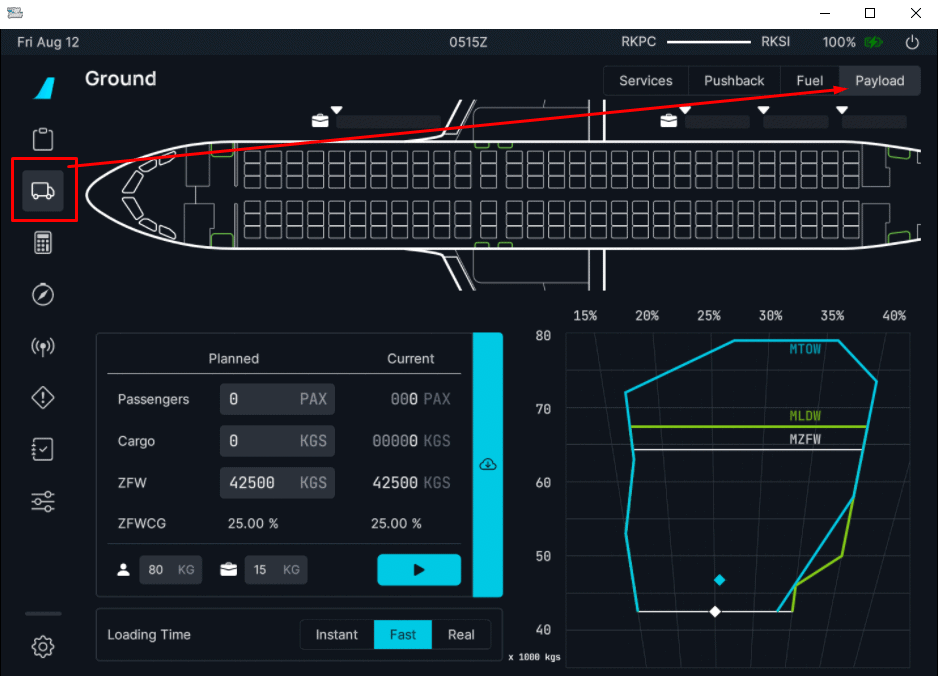 Fri Aug 12 0515Z RKPC RKSI 100%
Ground
Services Pushback Fuel Payload
15% 20% 25% 30% 35% 40%
80
70
60
50
40
x 1000 kgs
MTOW
MLDW
MZFW
Planned Current
Passengers 0 PAX 000 PAX
Cargo 0 KGS 00000 KGS
ZFW 42500 KGS 42500 KGS
ZFWCG 25.00 % 25.00 %
80 KG 15 KG
Loading Time Instant Fast Real